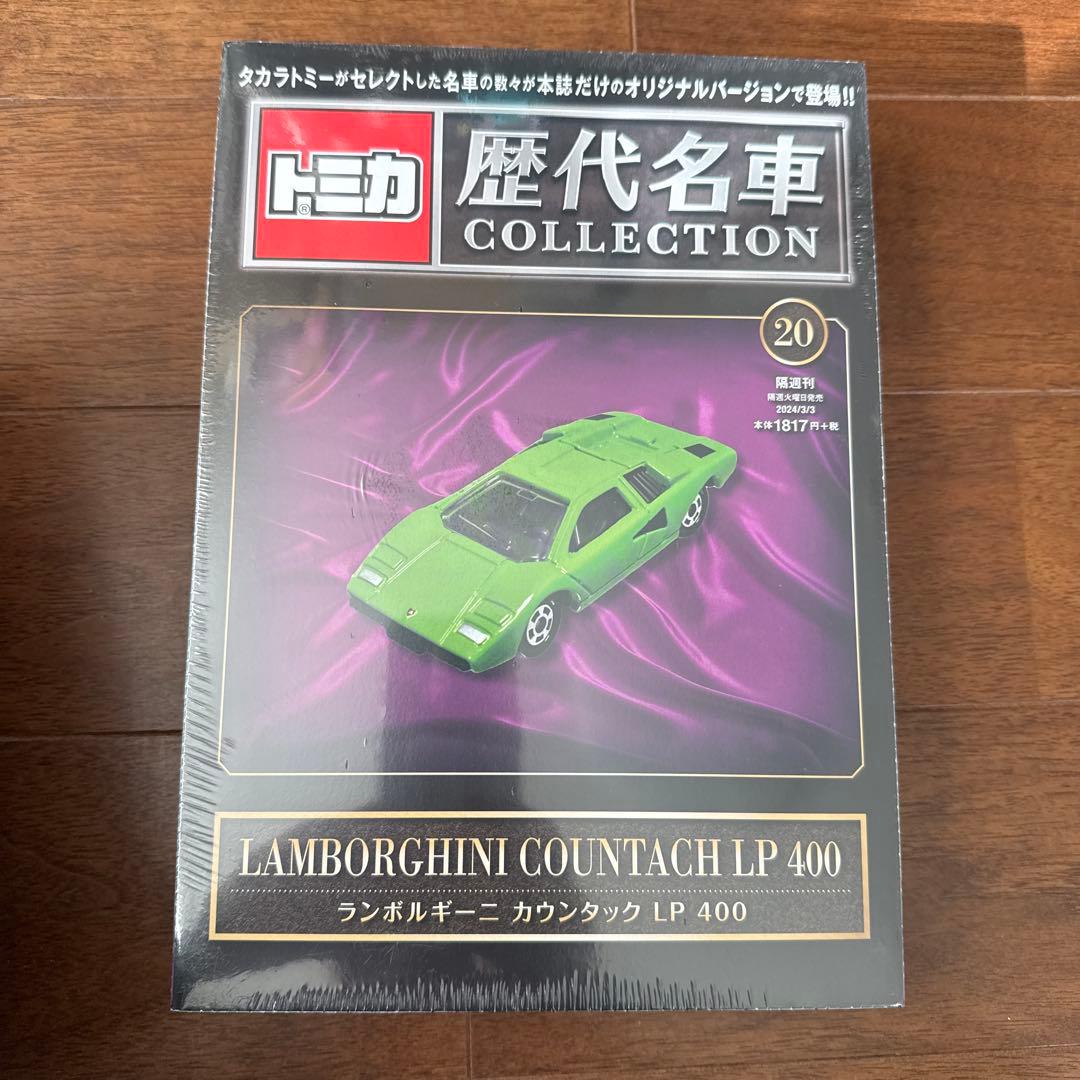 タカラトミーがセレクトした名車の数々が本誌だけのオリジナルバージョンで登場!!
トミカ®
歴代名車
COLLECTION
20
隔週刊
隔週火曜日発売
2024/3/3
本体1817円+税
LAMBORGHINI COUNTACH LP 400
ランボルギーニ カウンタック LP 400